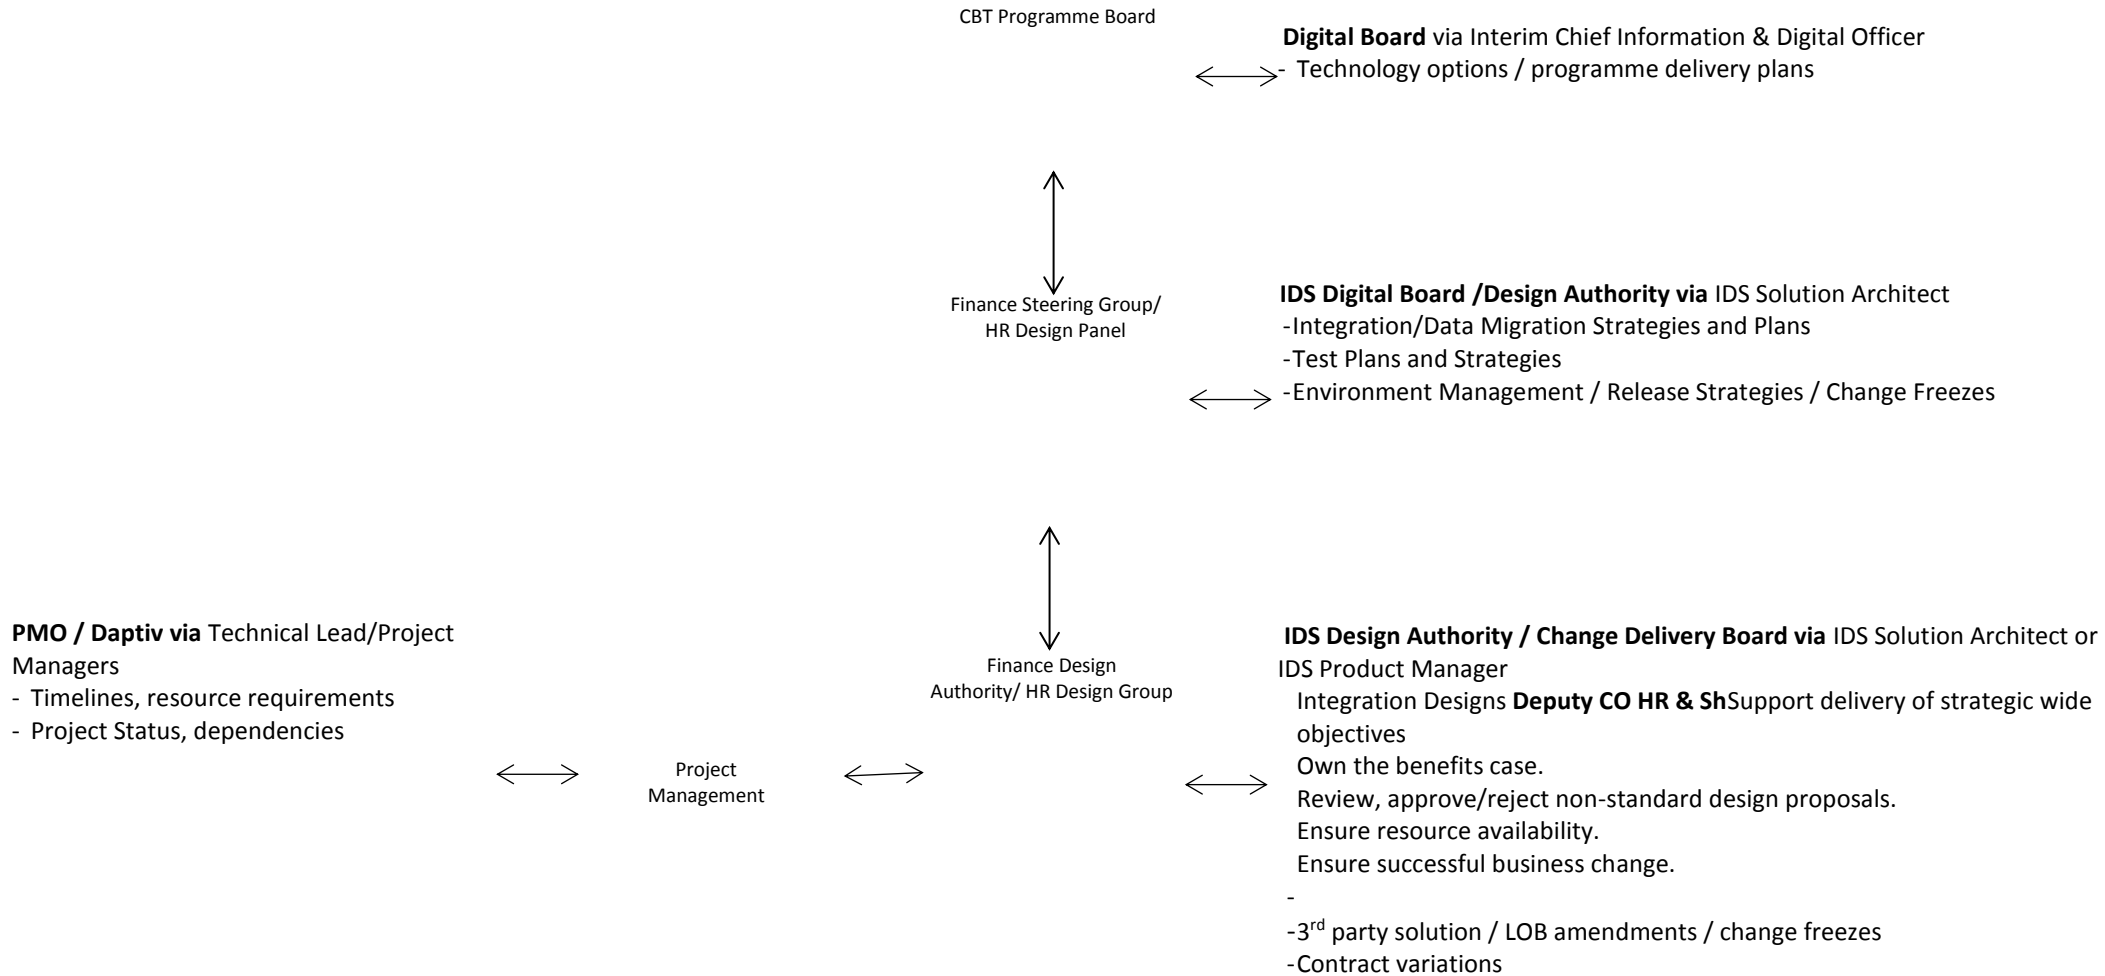 CBT Programme Board
Digital Board via Interim Chief Information & Digital Officer
- Technology options / programme delivery plans
Finance Steering Group/
HR Design Panel
IDS Digital Board /Design Authority via IDS Solution Architect
-Integration/Data Migration Strategies and Plans
-Test Plans and Strategies
-Environment Management / Release Strategies / Change Freezes
PMO / Daptiv via Technical Lead/Project
Managers
- Timelines, resource requirements
- Project Status, dependencies
Project
Management
Finance Design
Authority/ HR Design Group
IDS Design Authority / Change Delivery Board via IDS Solution Architect or
IDS Product Manager
Integration Designs Deputy CO HR & ShSupport delivery of strategic wide
objectives
Own the benefits case.
Review, approve/reject non-standard design proposals.
Ensure resource availability.
Ensure successful business change.
-
-3rd party solution / LOB amendments / change freezes
-Contract variations